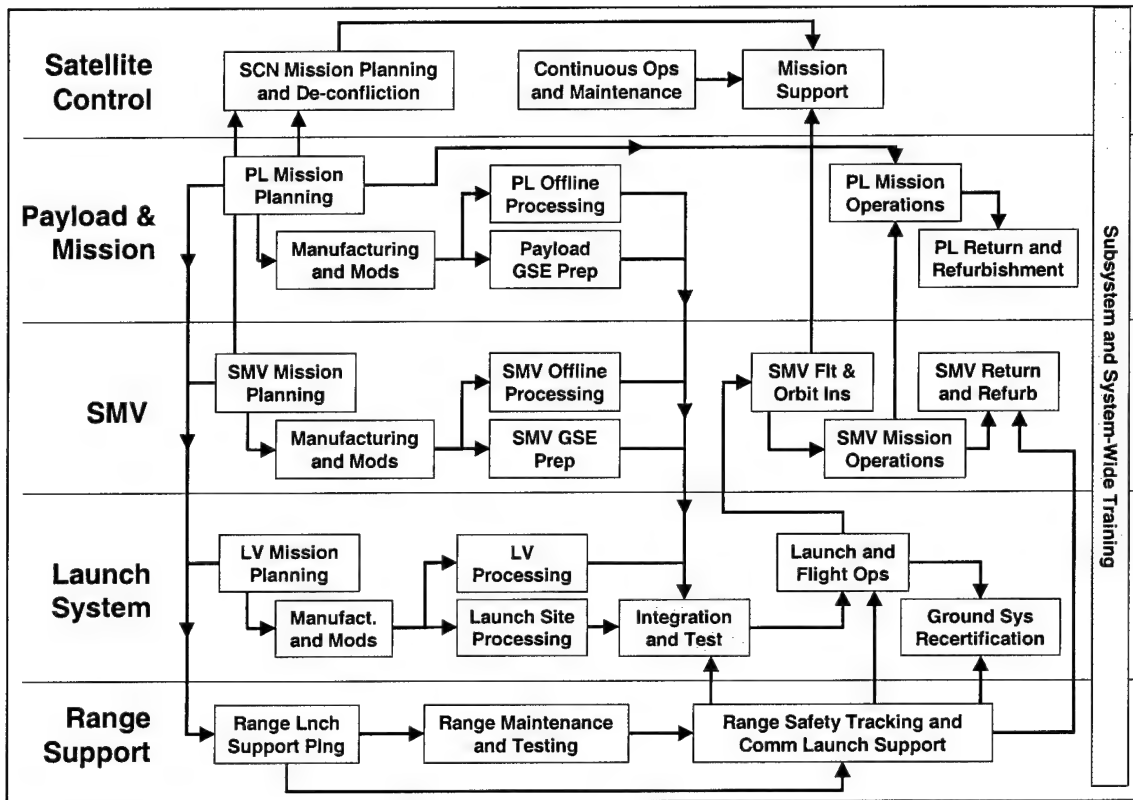 Satellite
Control
SCN Mission Planning
and De-confliction
Continuous Ops
and Maintenance
Mission
Support
Payload &
Mission
PL Mission
Planning
Manufacturing
and Mods
PL Offline
Processing
Payload
GSE Prep
PL Mission
Operations
PL Return and
Refurbishment
SMV
SMV Mission
Planning
Manufacturing
and Mods
SMV Offline
Processing
SMV GSE
Prep
SMV Flt &
Orbit Ins
SMV Mission
Operations
SMV Return
and Refurb
Launch
System
LV Mission
Planning
Manufact.
and Mods
LV
Processing
Launch Site
Processing
Integration
and Test
Launch and
Flight Ops
Ground Sys
Recertification
Range
Support
Range Lnch
Support Plng
Range Maintenance
and Testing
Range Safety Tracking and
Comm Launch Support
Subsystem and System-Wide Training